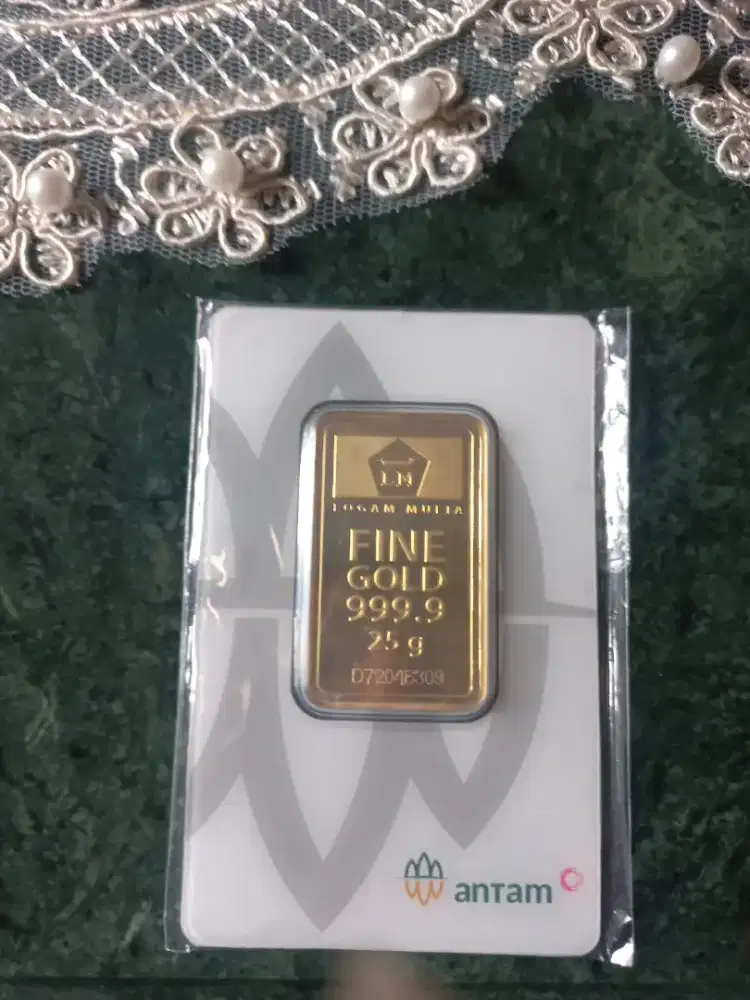 LM
LOGAM MULIA
FINE
GOLD
999.9
25 g
antam